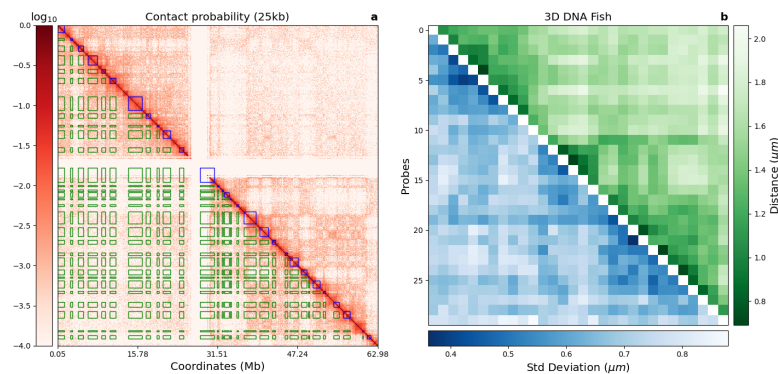 log10 Contact probability (25kb) a
0.0
−0.5
−1.0
−1.5
−2.0
−2.5
−3.0
−3.5
−4.0
0.05 15.78 31.51 47.24 62.98
Coordinates (Mb)
3D DNA Fish b
0
5
10
15
20
25
Probes
2.0
1.8
1.6
1.4
1.2
1.0
0.8
Distance (μm)
0.4 0.5 0.6 0.7 0.8
Std Deviation (μm)